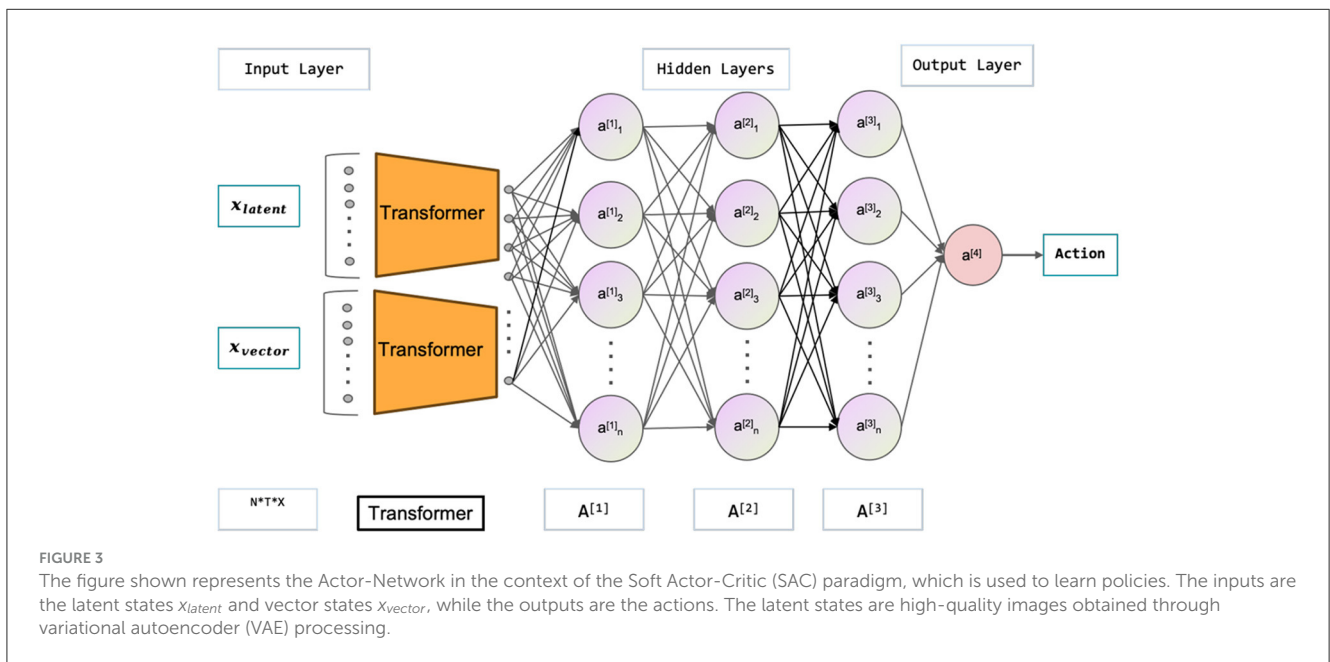 Input Layer
Hidden Layers
Output Layer
x_latent
Transformer
x_vector
Transformer
a[1]1
a[1]2
a[1]3
a[1]n
a[2]1
a[2]2
a[2]3
a[2]n
a[3]1
a[3]2
a[3]3
a[3]n
a[4]
Action
N*T*X
Transformer
A[1]
A[2]
A[3]
FIGURE 3
The figure shown represents the Actor-Network in the context of the Soft Actor-Critic (SAC) paradigm, which is used to learn policies. The inputs are
the latent states x_latent and vector states x_vector, while the outputs are the actions. The latent states are high-quality images obtained through
variational autoencoder (VAE) processing.